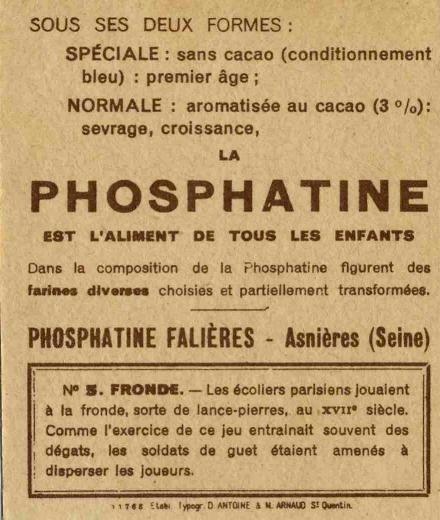 SOUS SES DEUX FORMES :
SPÉCIALE : sans cacao (conditionnement
bleu) : premier âge ;
NORMALE : aromatisée au cacao (3 %):
sevrage, croissance,
LA
PHOSPHATINE
EST L'ALIMENT DE TOUS LES ENFANTS
Dans la composition de la Phosphatine figurent des
farines diverses choisies et partiellement transformées.
PHOSPHATINE FALIÈRES - Asnières (Seine)
Nº 5. FRONDE. — Les écoliers parisiens jouaient
à la fronde, sorte de lance-pierres, au XVIIe siècle.
Comme l'exercice de ce jeu entrainait souvent des
dégats, les soldats de guet étaient amenés à
disperser les joueurs.
11768 Etabl. Typogr. D. ANTOINE & M. ARNAUD St Quentin.